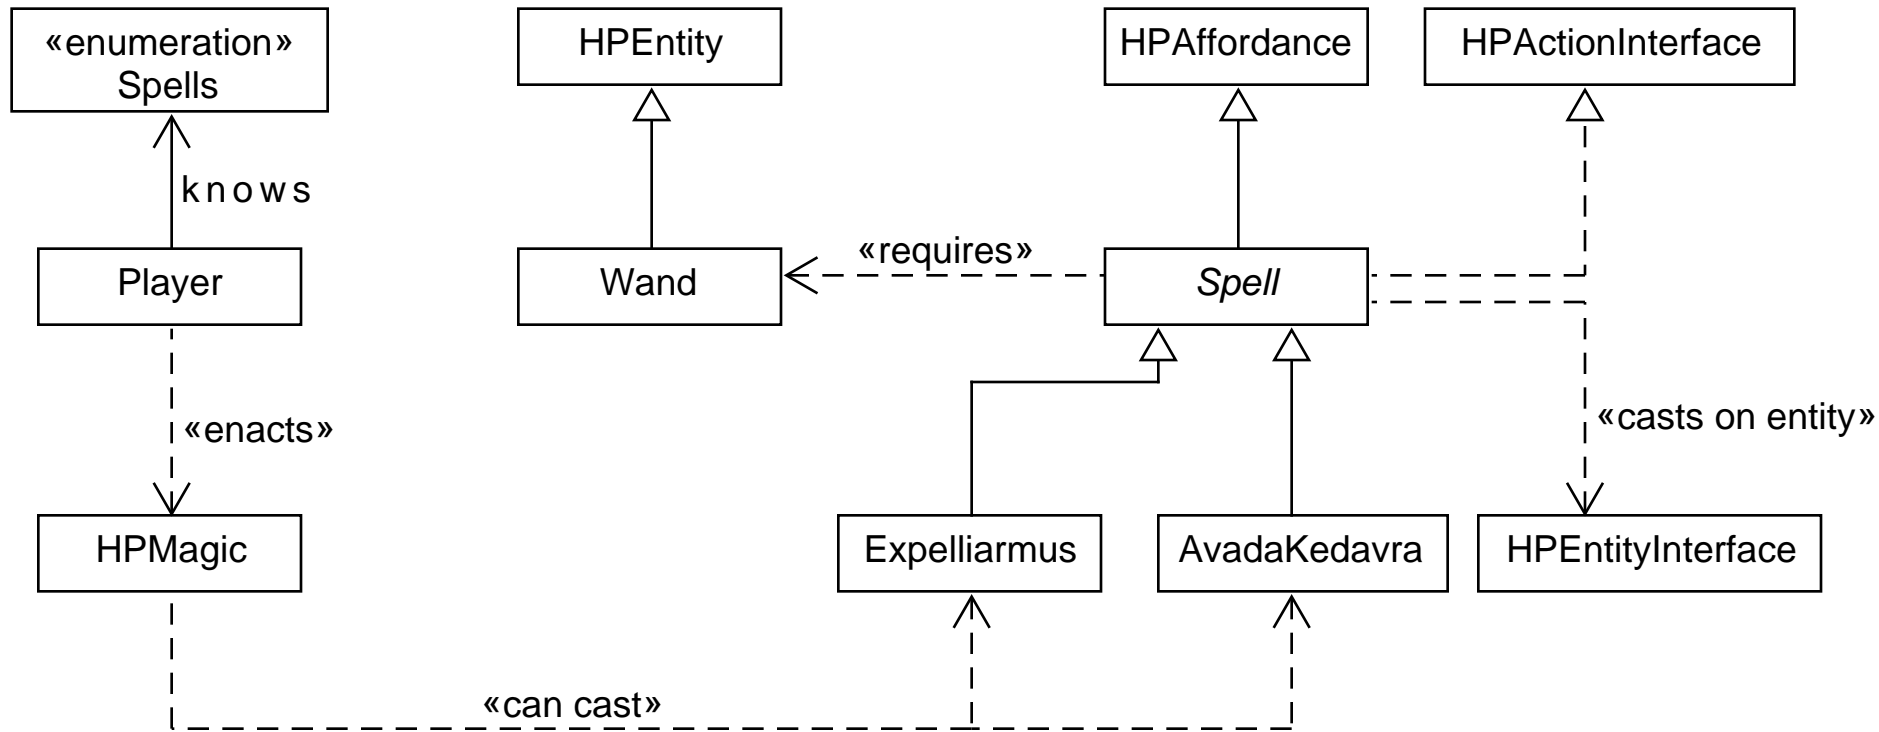 «enumeration»
Spells
HPEntity
HPAffordance
HPActionInterface
knows
Player
Wand
«requires»
Spell
«enacts»
«casts on entity»
HPMagic
Expelliarmus
AvadaKedavra
HPEntityInterface
«can cast»